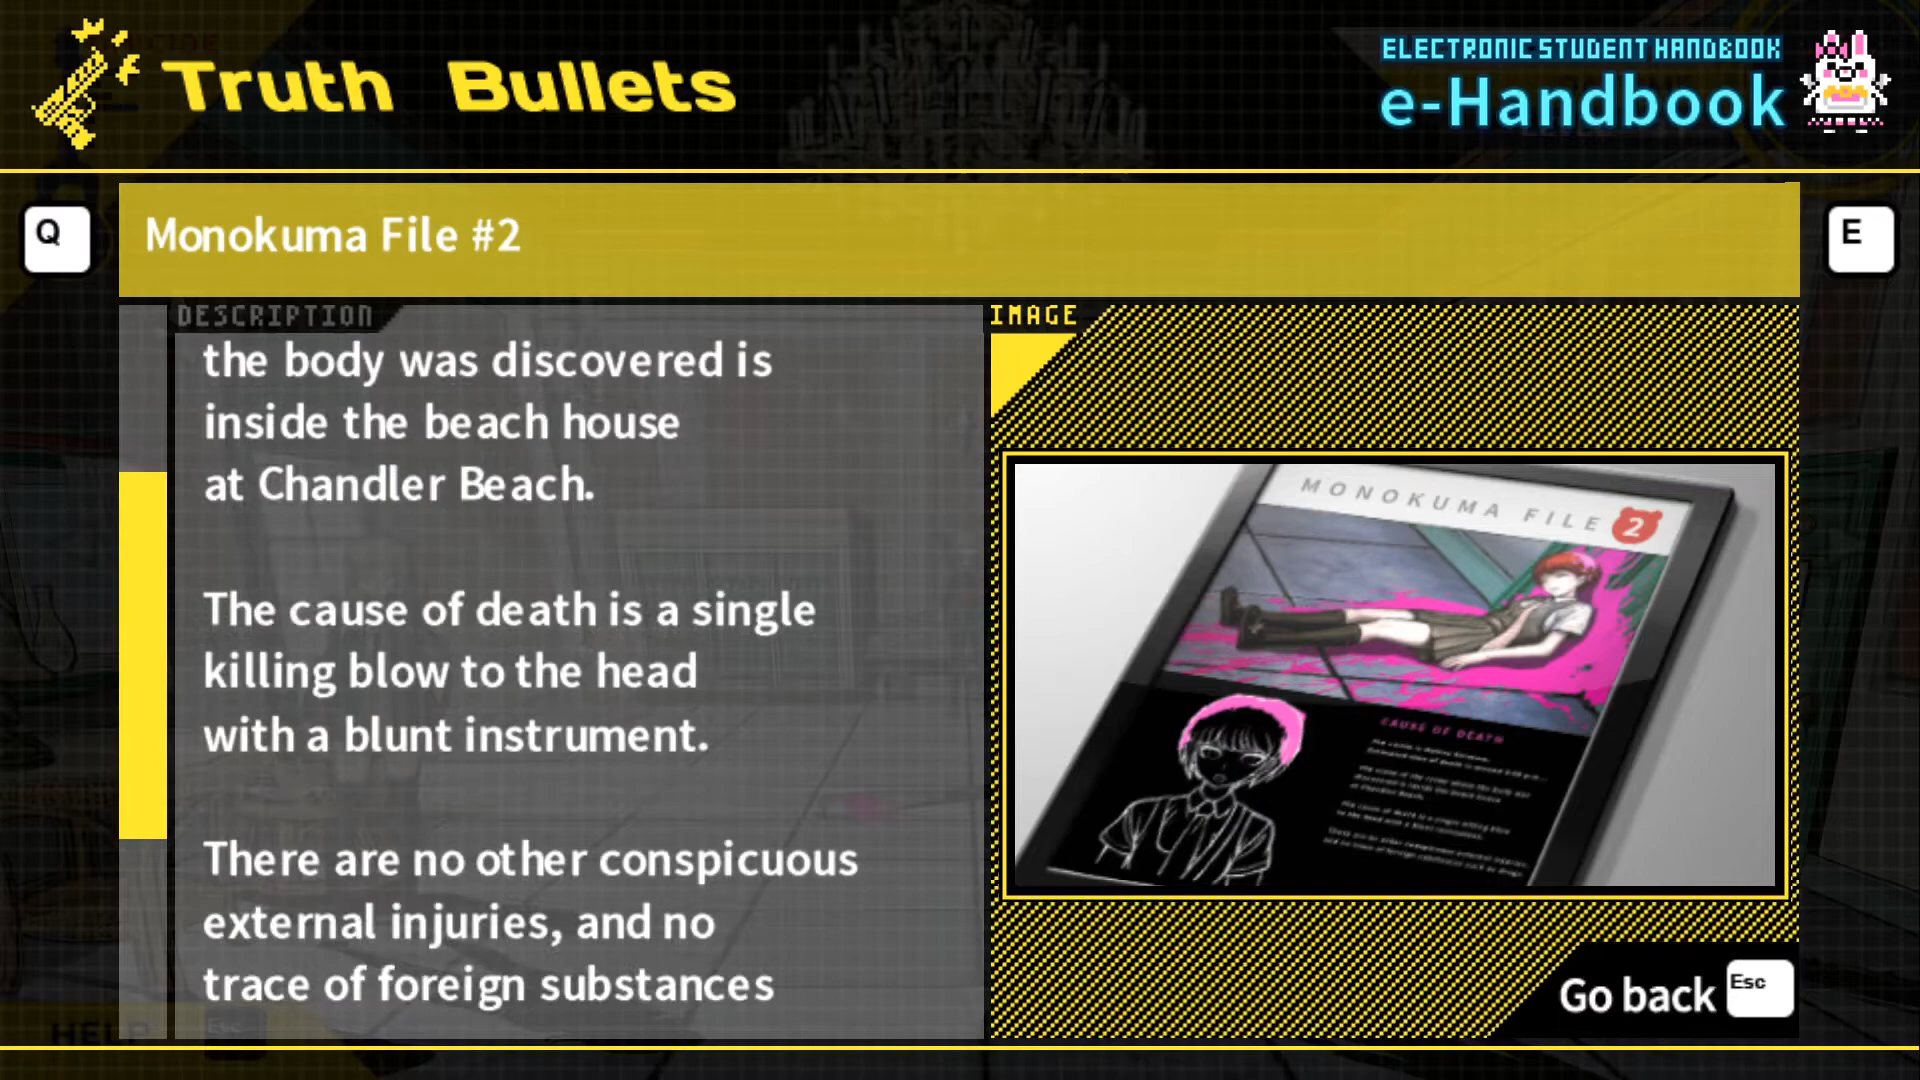 Truth Bullets
ELECTRONIC STUDENT HANDBOOK
e-Handbook
Q
Monokuma File #2
E
DESCRIPTION
the body was discovered is
inside the beach house
at Chandler Beach.
The cause of death is a single
killing blow to the head
with a blunt instrument.
There are no other conspicuous
external injuries, and no
trace of foreign substances
IMAGE
MONOKUMA FILE 2
CAUSE OF DEATH
Go back Esc
HELP Esc